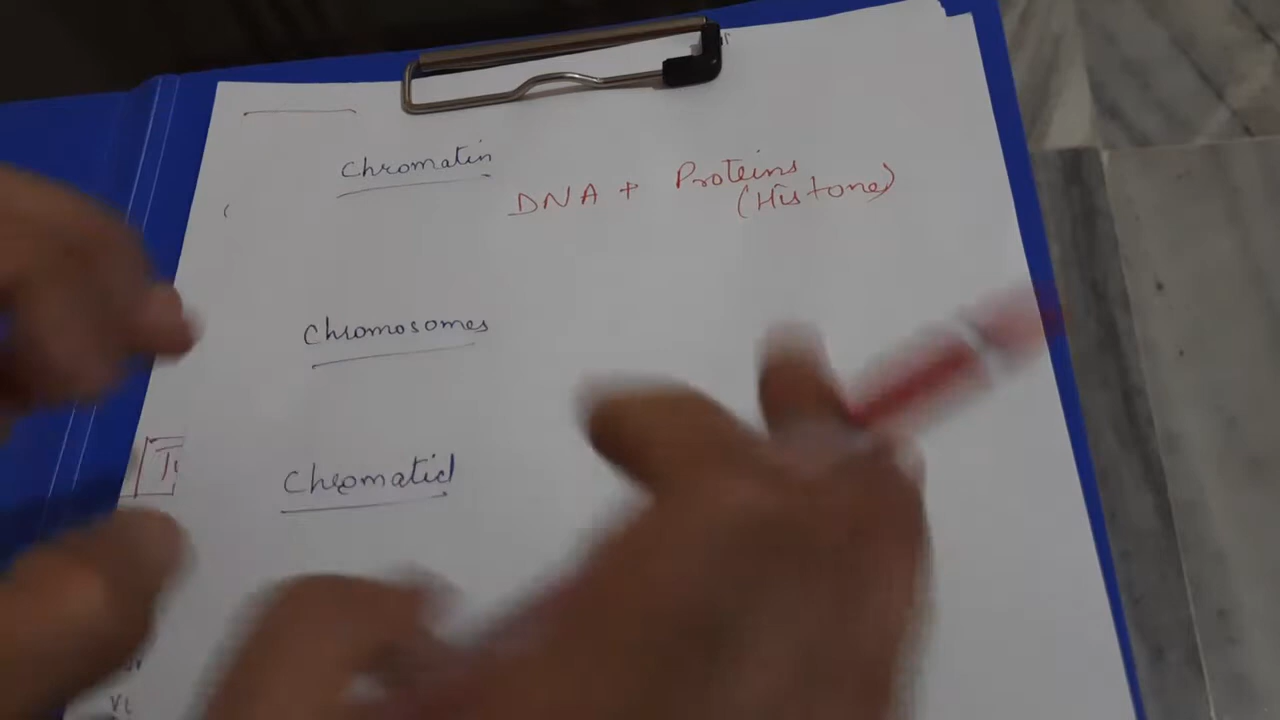 Chromatin
DNA + Proteins
(Histone)
Chromosomes
Chromatid